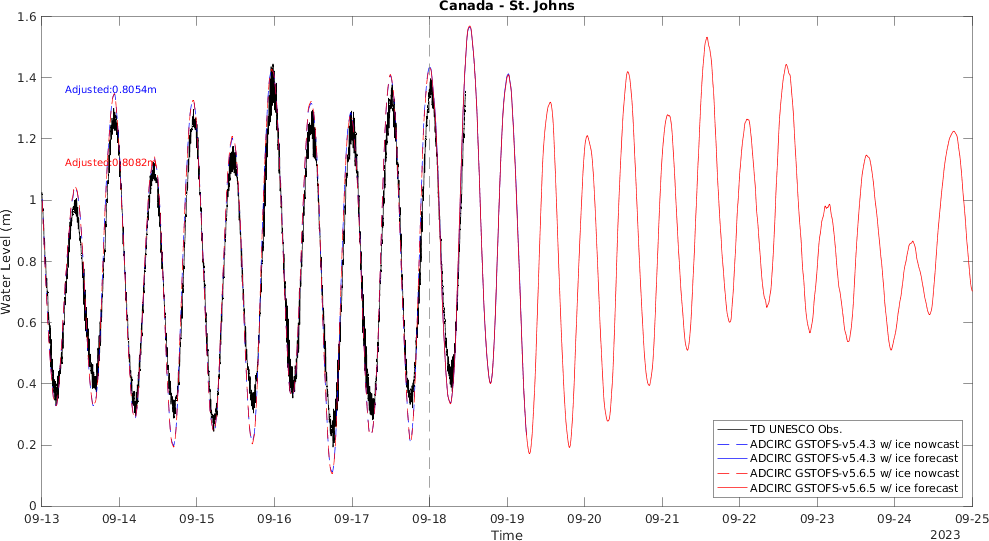 Canada - St. Johns
1.6
1.4
1.2
1
0.8
0.6
0.4
0.2
0
Water Level (m)
Adjusted:0.8054m
Adjusted:0.8082m
TD UNESCO Obs.
ADCIRC GSTOFS-v5.4.3 w/ ice nowcast
ADCIRC GSTOFS-v5.4.3 w/ ice forecast
ADCIRC GSTOFS-v5.6.5 w/ ice nowcast
ADCIRC GSTOFS-v5.6.5 w/ ice forecast
09-13 09-14 09-15 09-16 09-17 09-18 09-19 09-20 09-21 09-22 09-23 09-24 09-25
Time
2023